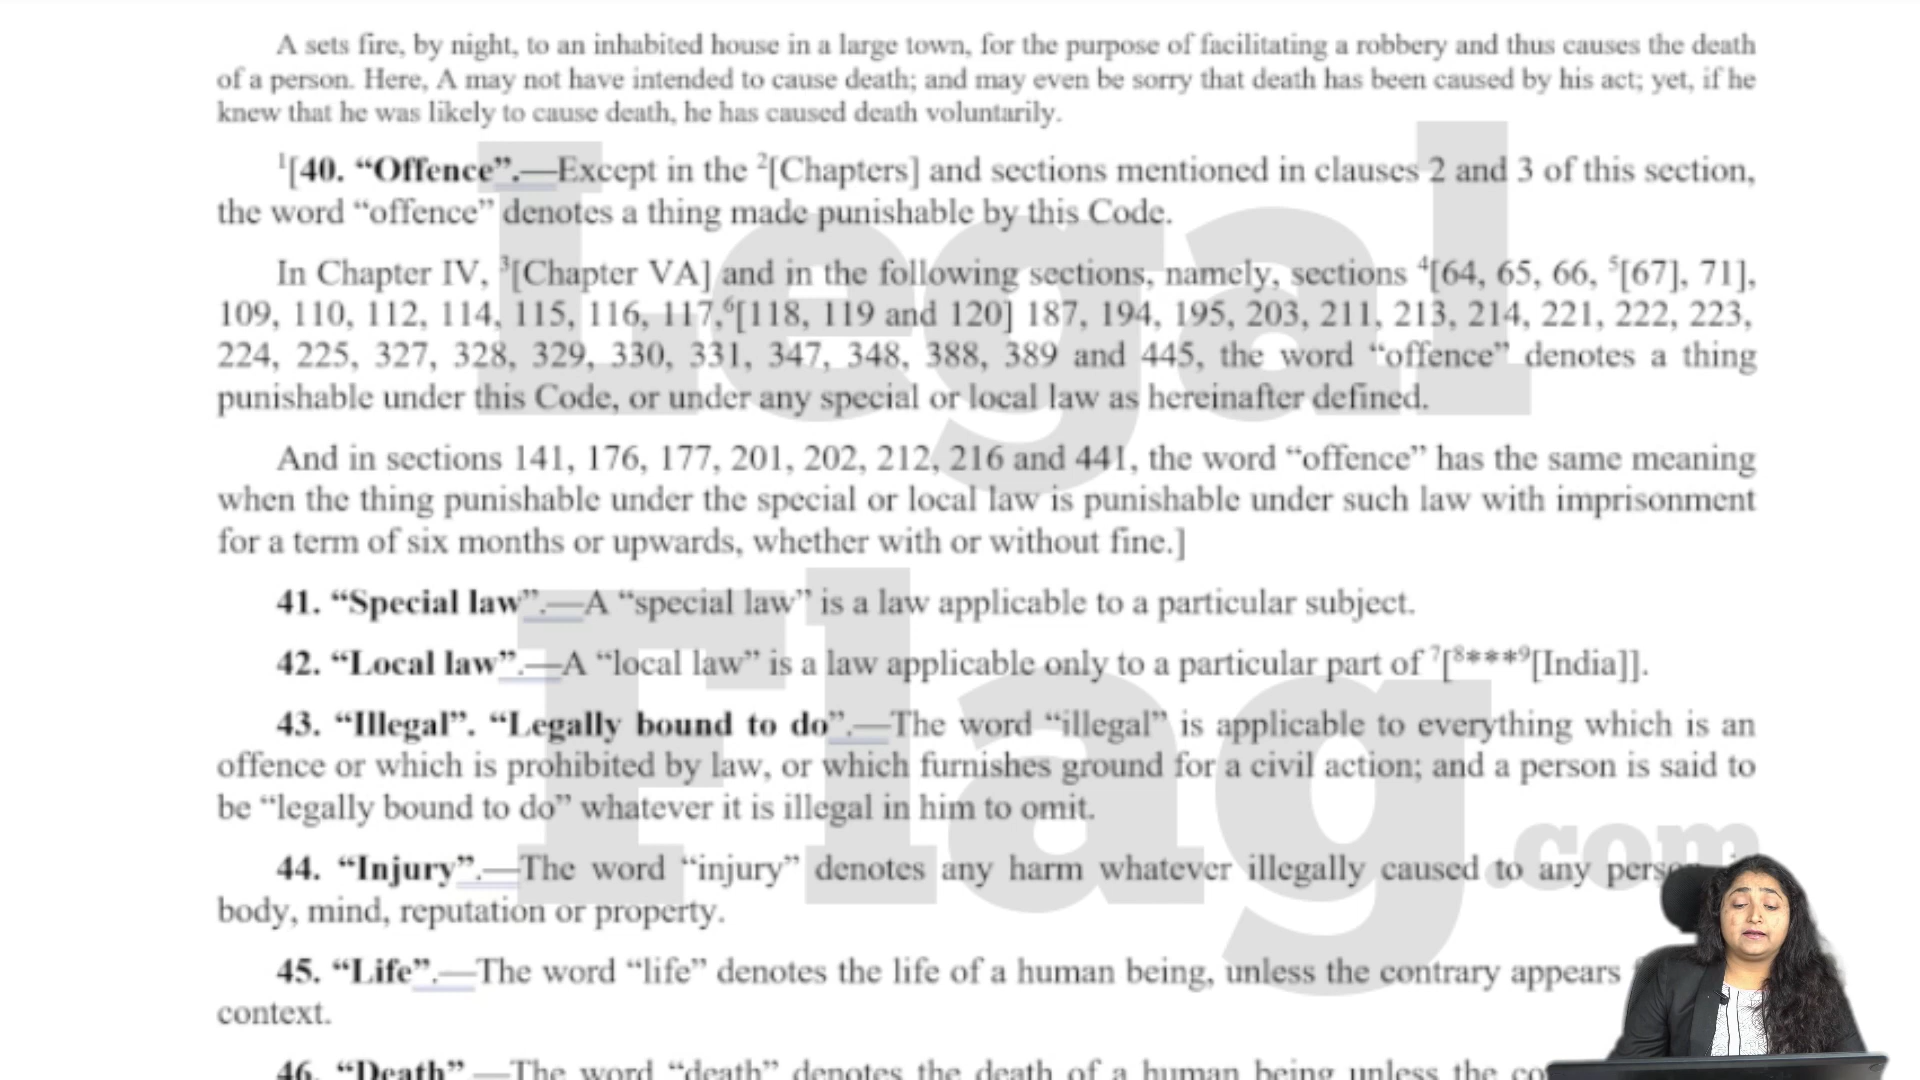 A sets fire, by night, to an inhabited house in a large town, for the purpose of facilitating a robbery and thus causes the death
of a person. Here, A may not have intended to cause death; and may even be sorry that death has been caused by his act; yet, if he
knew that he was likely to cause death, he has caused death voluntarily.
1[40. “Offence”.—Except in the 2[Chapters] and sections mentioned in clauses 2 and 3 of this section,
the word “offence” denotes a thing made punishable by this Code.
In Chapter IV, 3[Chapter VA] and in the following sections, namely, sections 4[64, 65, 66, 5[67], 71],
109, 110, 112, 114, 115, 116, 117,6[118, 119 and 120] 187, 194, 195, 203, 211, 213, 214, 221, 222, 223,
224, 225, 327, 328, 329, 330, 331, 347, 348, 388, 389 and 445, the word “offence” denotes a thing
punishable under this Code, or under any special or local law as hereinafter defined.
And in sections 141, 176, 177, 201, 202, 212, 216 and 441, the word “offence” has the same meaning
when the thing punishable under the special or local law is punishable under such law with imprisonment
for a term of six months or upwards, whether with or without fine.]
41. “Special law”.—A “special law” is a law applicable to a particular subject.
42. “Local law”.—A “local law” is a law applicable only to a particular part of 7[8***9[India]].
43. “Illegal”. “Legally bound to do”.—The word “illegal” is applicable to everything which is an
offence or which is prohibited by law, or which furnishes ground for a civil action; and a person is said to
be “legally bound to do” whatever it is illegal in him to omit.
44. “Injury”.—The word “injury” denotes any harm whatever illegally caused to any
body, mind, reputation or property.
45. “Life”.—The word “life” denotes the life of a human being, unless the contrary appears
context.
46. “Death”.—The word “death” denotes the death of a human being unless the
Legal
Flag
.com